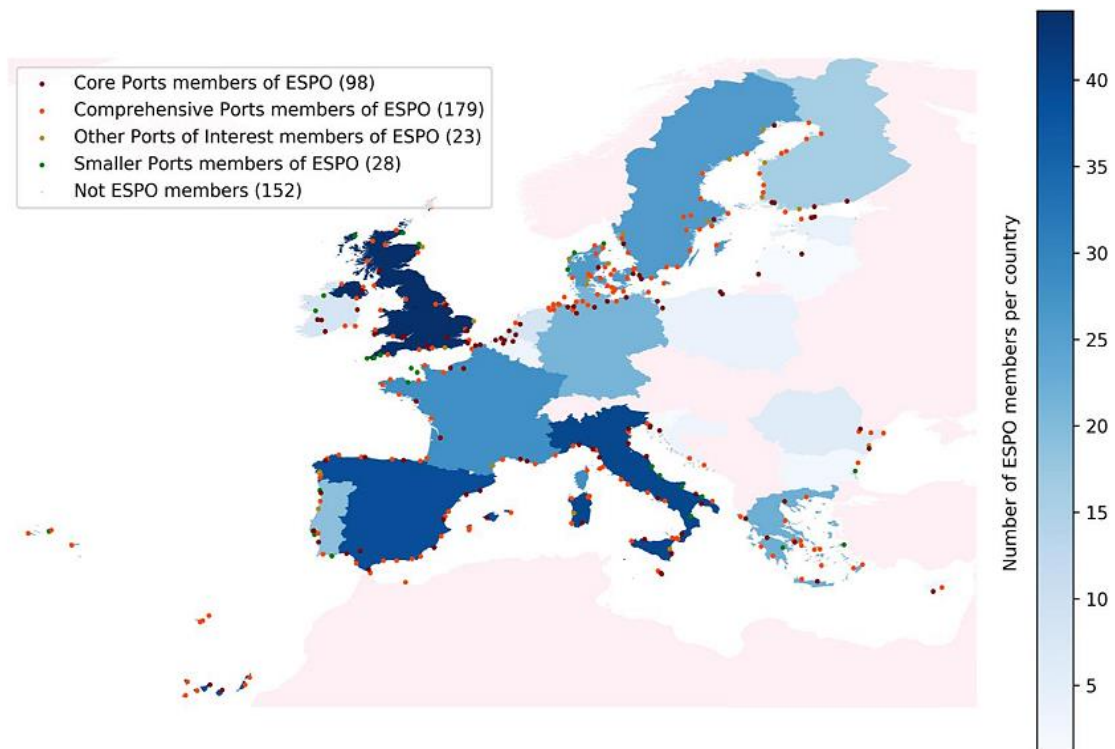 Core Ports members of ESPO (98)
Comprehensive Ports members of ESPO (179)
Other Ports of Interest members of ESPO (23)
Smaller Ports members of ESPO (28)
Not ESPO members (152)
Number of ESPO members per country
40
35
30
25
20
15
10
5